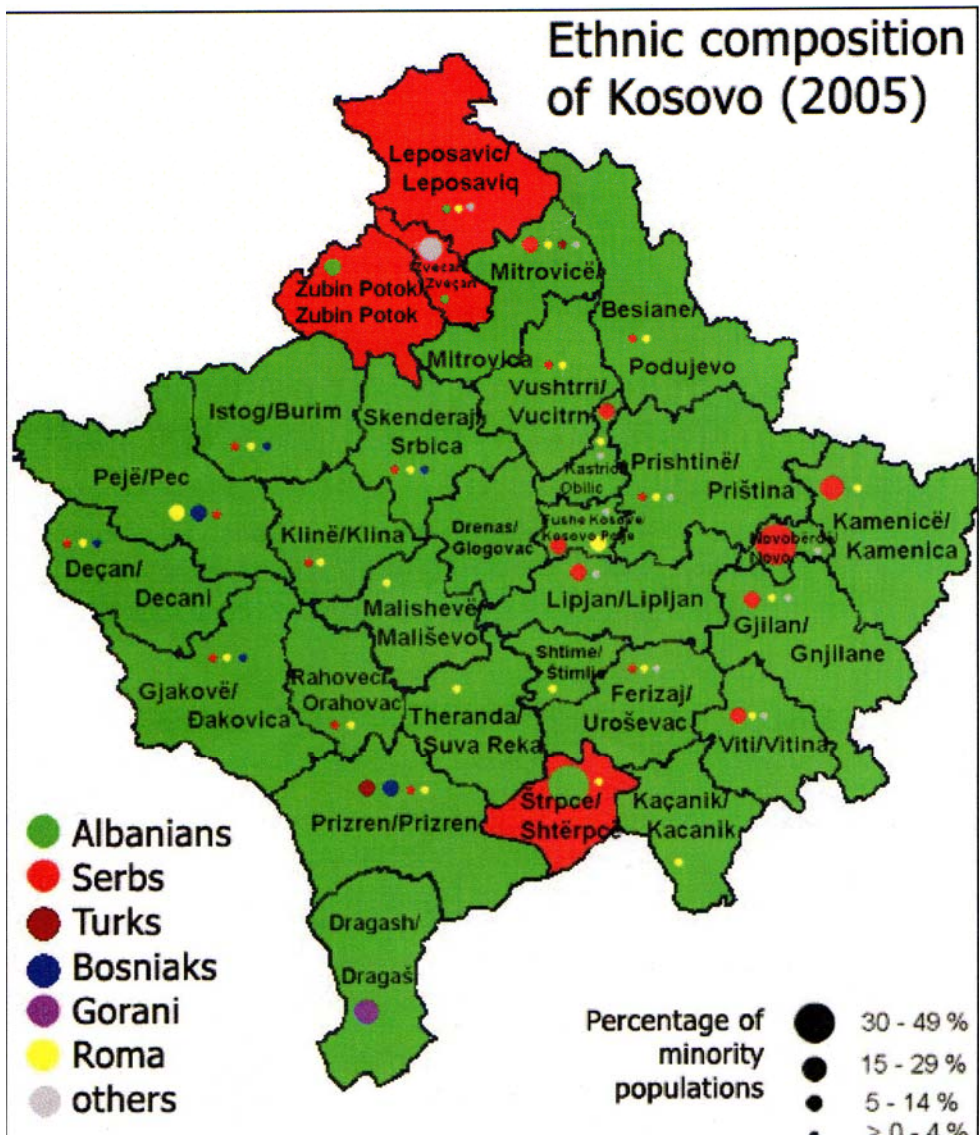 Ethnic composition
of Kosovo (2005)
Leposavic/
Leposaviq
Zvecan/
Zveçan
Mitrovicë/
Zubin Potok/
Zubin Potok
Besiane/
Podujevo
Mitrovica
Vushtrri/
Vucitrn
Istog/Burim
Skenderaj/
Srbica
Prishtinë/
Priština
Kastriot
Obilic
Pejë/Pec
Kamenicë/
Kamenica
Klinë/Klina
Drenas/
Glogovac
Fushe Kosove/
Kosovo Polje
Novobërde/
Novo
Deçan/
Decani
Malishevë/
Mališevo
Lipjan/Lipljan
Gjilan/
Gnjilane
Shtime/
Štimlje
Gjakovë/
Đakovica
Rahovec/
Orahovac
Theranda/
Suva Reka
Ferizaj/
Uroševac
Viti/Vitina
Prizren/Prizren
Štrpce/
Shtërpcë
Kaçanik/
Kacanik
Dragash/
Dragaš
Albanians
Serbs
Turks
Bosniaks
Gorani
Roma
others
Percentage of
minority
populations
30 - 49 %
15 - 29 %
5 - 14 %
> 0 - 4 %